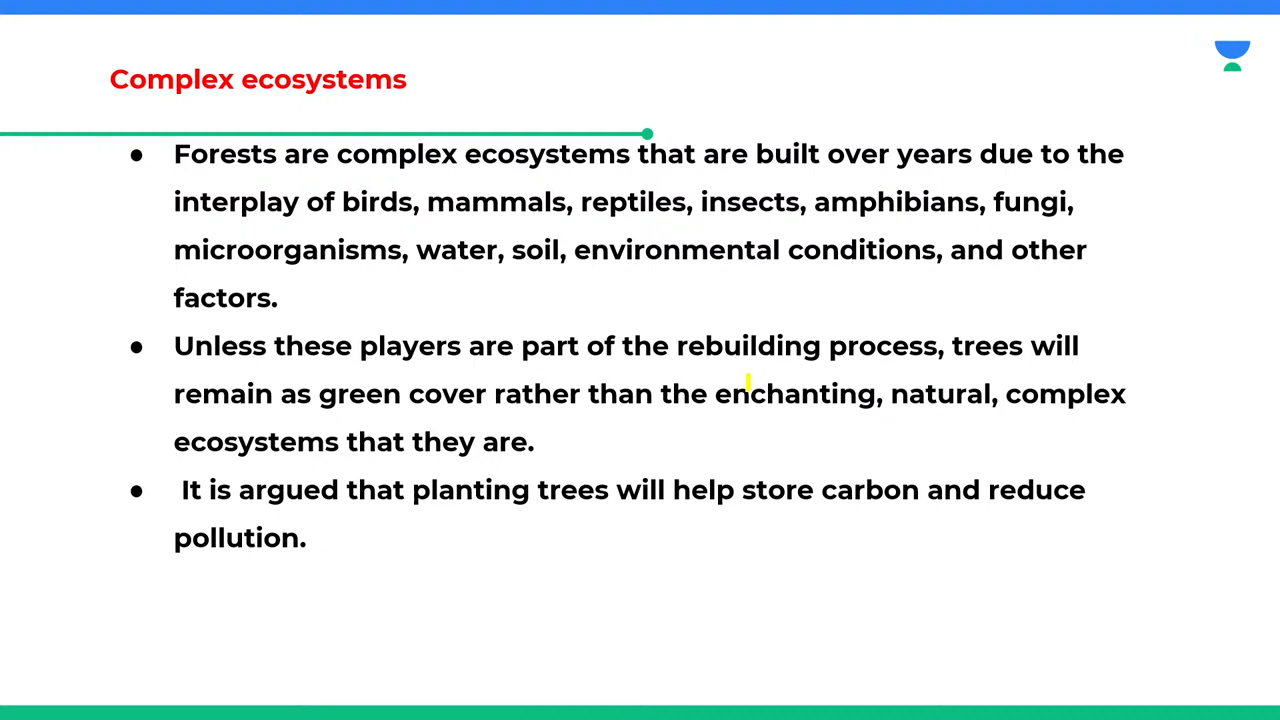 Complex ecosystems
● Forests are complex ecosystems that are built over years due to the
interplay of birds, mammals, reptiles, insects, amphibians, fungi,
microorganisms, water, soil, environmental conditions, and other
factors.
● Unless these players are part of the rebuilding process, trees will
remain as green cover rather than the enchanting, natural, complex
ecosystems that they are.
● It is argued that planting trees will help store carbon and reduce
pollution.